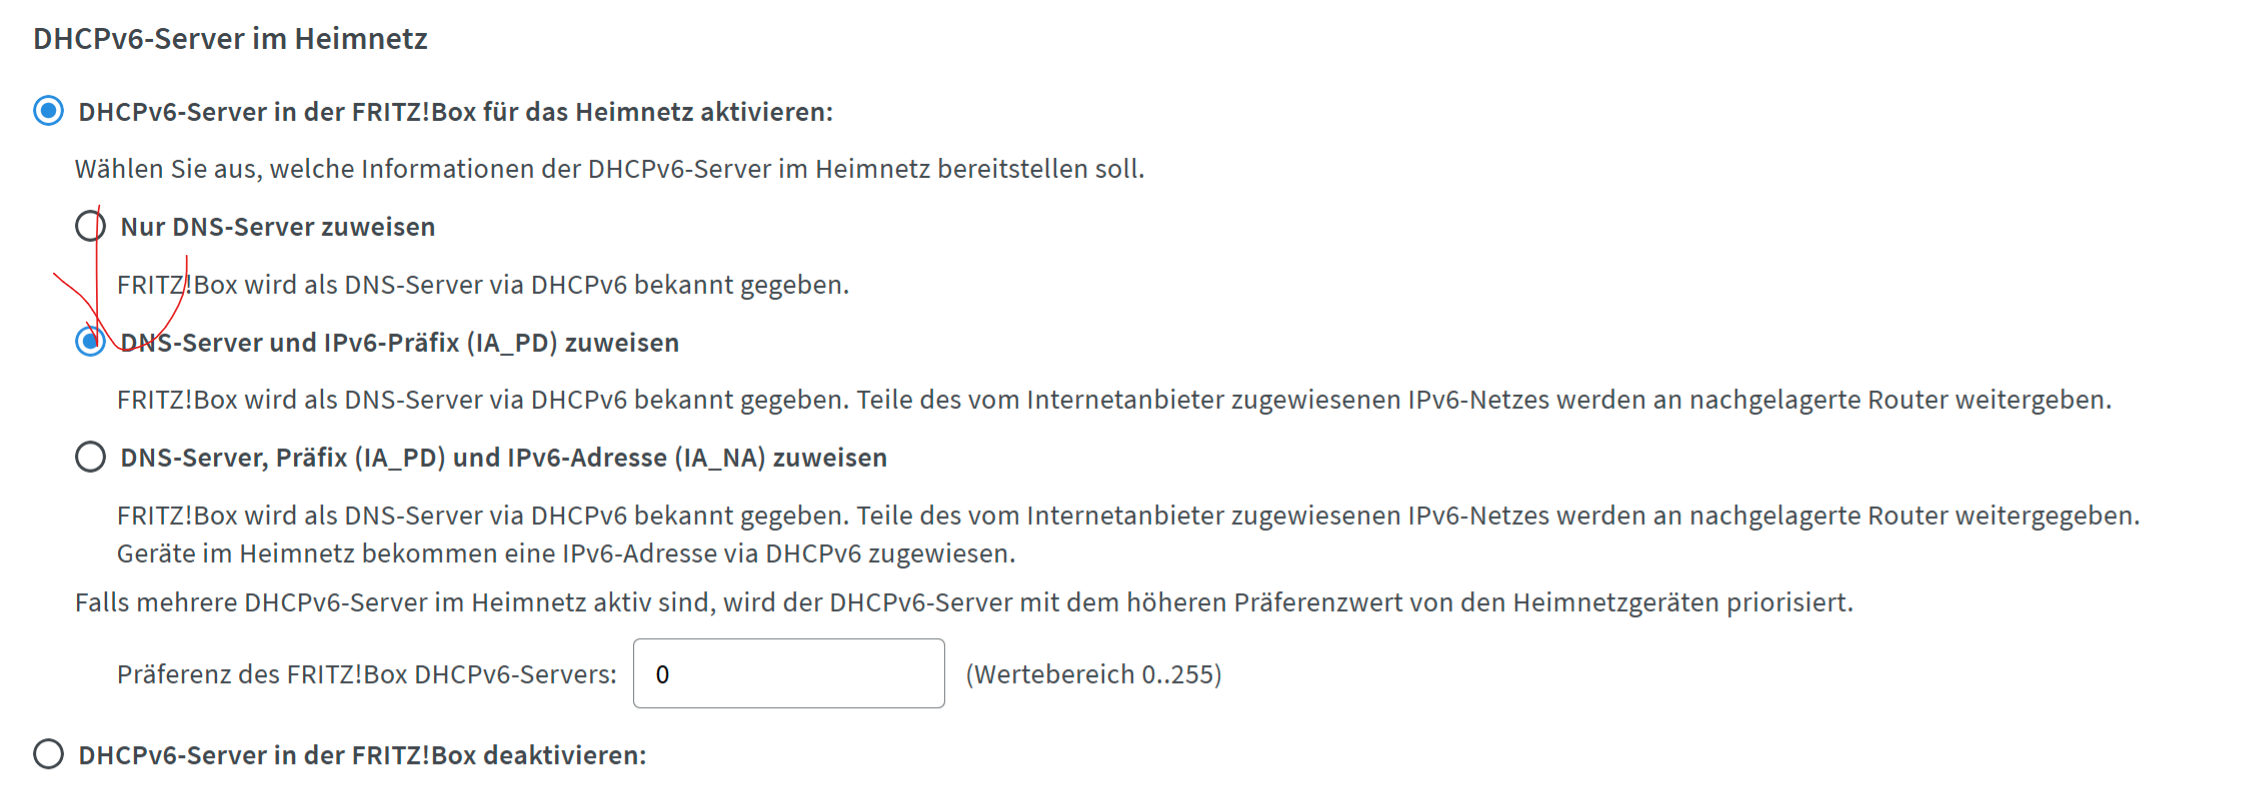 DHCPv6-Server im Heimnetz
DHCPv6-Server in der FRITZ!Box für das Heimnetz aktivieren:
Wählen Sie aus, welche Informationen der DHCPv6-Server im Heimnetz bereitstellen soll.
Nur DNS-Server zuweisen
FRITZ!Box wird als DNS-Server via DHCPv6 bekannt gegeben.
DNS-Server und IPv6-Präfix (IA_PD) zuweisen
FRITZ!Box wird als DNS-Server via DHCPv6 bekannt gegeben. Teile des vom Internetanbieter zugewiesenen IPv6-Netzes werden an nachgelagerte Router weitergeben.
DNS-Server, Präfix (IA_PD) und IPv6-Adresse (IA_NA) zuweisen
FRITZ!Box wird als DNS-Server via DHCPv6 bekannt gegeben. Teile des vom Internetanbieter zugewiesenen IPv6-Netzes werden an nachgelagerte Router weitergegeben.
Geräte im Heimnetz bekommen eine IPv6-Adresse via DHCPv6 zugewiesen.
Falls mehrere DHCPv6-Server im Heimnetz aktiv sind, wird der DHCPv6-Server mit dem höheren Präferenzwert von den Heimnetzgeräten priorisiert.
Präferenz des FRITZ!Box DHCPv6-Servers: 0 (Wertebereich 0..255)
DHCPv6-Server in der FRITZ!Box deaktivieren: